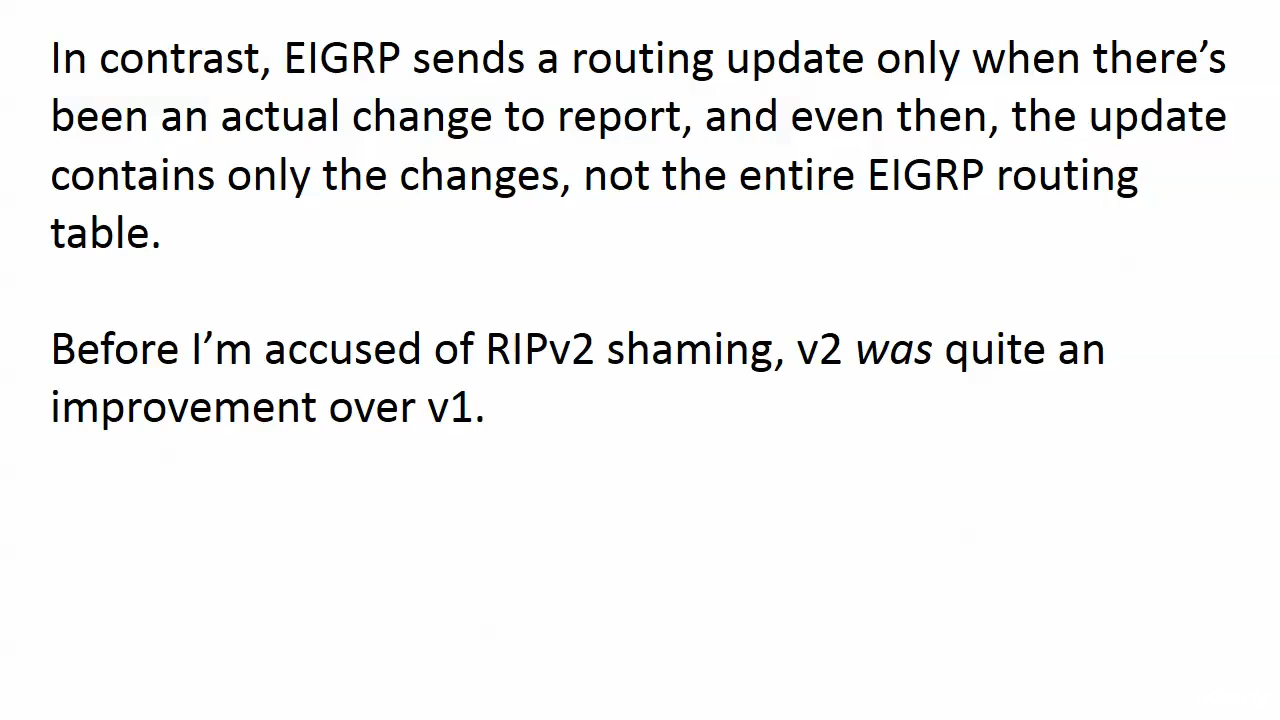 In contrast, EIGRP sends a routing update only when there’s
been an actual change to report, and even then, the update
contains only the changes, not the entire EIGRP routing
table.
Before I’m accused of RIPv2 shaming, v2 was quite an
improvement over v1.